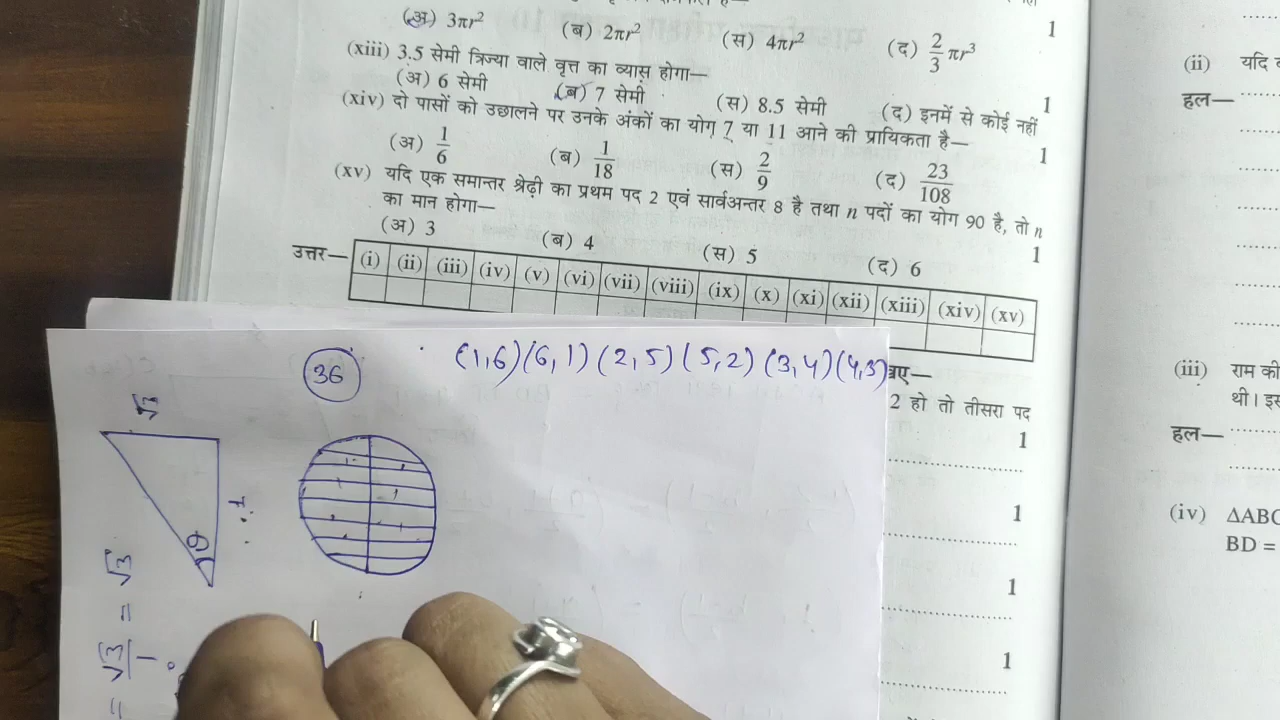 (अ) 3πr² (ब) 2πr² (स) 4πr² (द) 2/3 πr³ 1
(xiii) 3.5 सेमी त्रिज्या वाले वृत्त का व्यास होगा—
(अ) 6 सेमी (ब) 7 सेमी (स) 8.5 सेमी (द) इनमें से कोई नहीं 1
(xiv) दो पासों को उछालने पर उनके अंकों का योग 7 या 11 आने की प्रायिकता है—
(अ) 1/6 (ब) 1/18 (स) 2/9 (द) 23/108 1
(xv) यदि एक समान्तर श्रेढ़ी का प्रथम पद 2 एवं सार्वअन्तर 8 है तथा n पदों का योग 90 है, तो n
का मान होगा—
(अ) 3 (ब) 4 (स) 5 (द) 6 1
उत्तर— (i) (ii) (iii) (iv) (v) (vi) (vii) (viii) (ix) (x) (xi) (xii) (xiii) (xiv) (xv)
36 (1,6)(6,1)(2,5)(5,2)(3,4)(4,3)
2 हो तो तीसरा पद
1
1
1
1
√3
θ 1
= √3/1 = √3
(ii) यदि
हल—
(iii) राम की
थी। इस
हल—
(iv) ΔABC
BD =